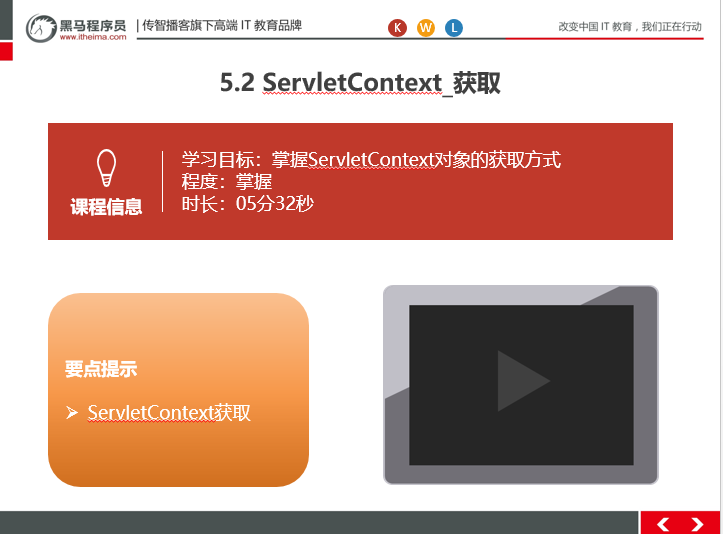 黑马程序员
www.itheima.com
传智播客旗下高端 IT 教育品牌
K W L
改变中国 IT 教育，我们正在行动
5.2 ServletContext_获取
课程信息
学习目标：掌握ServletContext对象的获取方式
程度：掌握
时长：05分32秒
要点提示
ServletContext获取